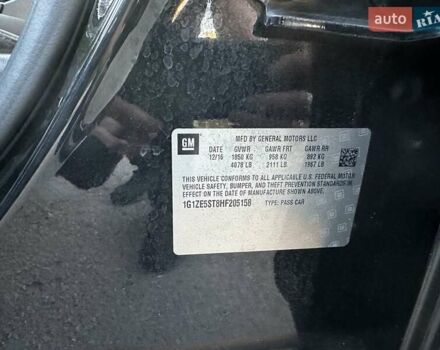 auto RIA
GM
MFD BY GENERAL MOTORS LLC
DATE GVWR GAWR FRT GAWR RR
12/16 1850 KG 958 KG 892 KG
4078 LB 2111 LB 1967 LB
THIS VEHICLE CONFORMS TO ALL APPLICABLE U.S. FEDERAL MOTOR
VEHICLE SAFETY, BUMPER, AND THEFT PREVENTION STANDARDS
IN EFFECT ON THE DATE OF MANUFACTURE SHOWN ABOVE.
1G1ZE5ST8HF205158 TYPE: PASS CAR